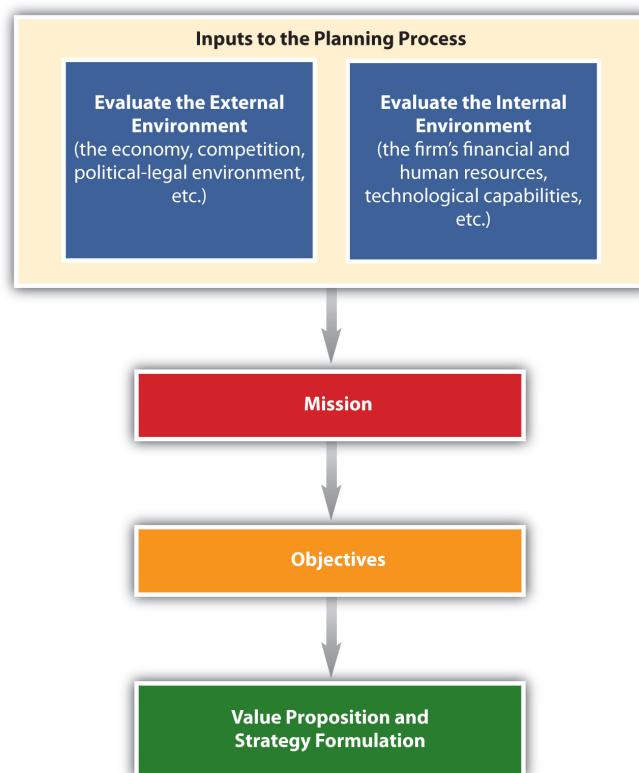 Inputs to the Planning Process
Evaluate the External
Environment
(the economy, competition,
political-legal environment,
etc.)
Evaluate the Internal
Environment
(the firm’s financial and
human resources,
technological capabilities,
etc.)
Mission
Objectives
Value Proposition and
Strategy Formulation